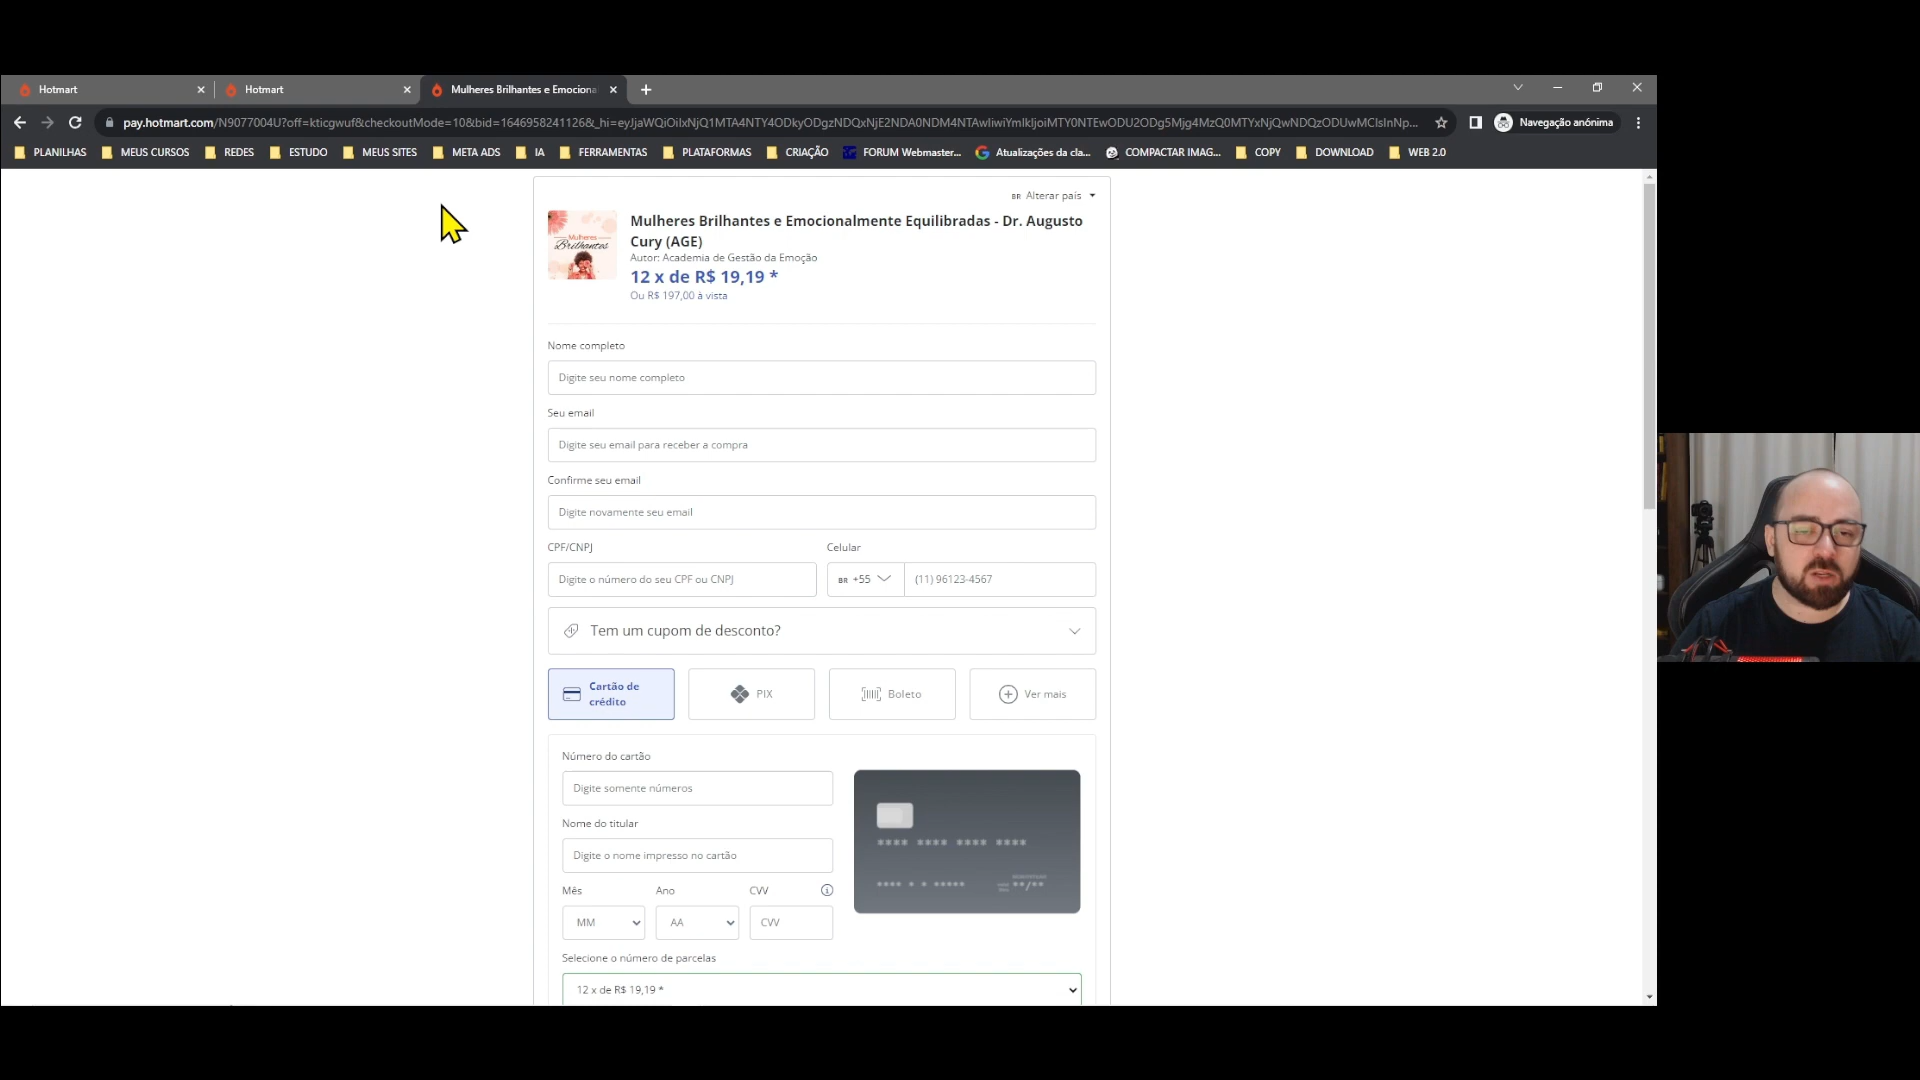 Hotmart
Hotmart
Mulheres Brilhantes e Emociona
pay.hotmart.com/N9077004U?off=kticgwuf&checkoutMode=10&bid=1646958241126&_hi=eyJjaWQiOiIxNjQ1MTA4NTY4ODkyODgzNDQxNjE2NDA0NDM4NTAwIiwiYmlkIjoiMTY0NTEwODU2ODg5Mjg4MzQ0MTYxNjQwNDQzODUwMCIsInNp...
Navegação anónima
PLANILHAS
MEUS CURSOS
REDES
ESTUDO
MEUS SITES
META ADS
IA
FERRAMENTAS
PLATAFORMAS
CRIAÇÃO
FORUM Webmaster...
Atualizações da cla...
COMPACTAR IMAG...
COPY
DOWNLOAD
WEB 2.0
BR Alterar país
Mulheres
Brilhantes
Mulheres Brilhantes e Emocionalmente Equilibradas - Dr. Augusto
Cury (AGE)
Autor: Academia de Gestão da Emoção
12 x de R$ 19,19 *
Ou R$ 197,00 à vista
Nome completo
Digite seu nome completo
Seu email
Digite seu email para receber a compra
Confirme seu email
Digite novamente seu email
CPF/CNPJ
Celular
Digite o número do seu CPF ou CNPJ
BR +55
(11) 96123-4567
Tem um cupom de desconto?
Cartão de
crédito
PIX
Boleto
Ver mais
Número do cartão
Digite somente números
Nome do titular
Digite o nome impresso no cartão
Mês
Ano
CVV
MM
AA
CVV
**** **** **** ****
**** * * *****
**/**
Selecione o número de parcelas
12 x de R$ 19,19 *